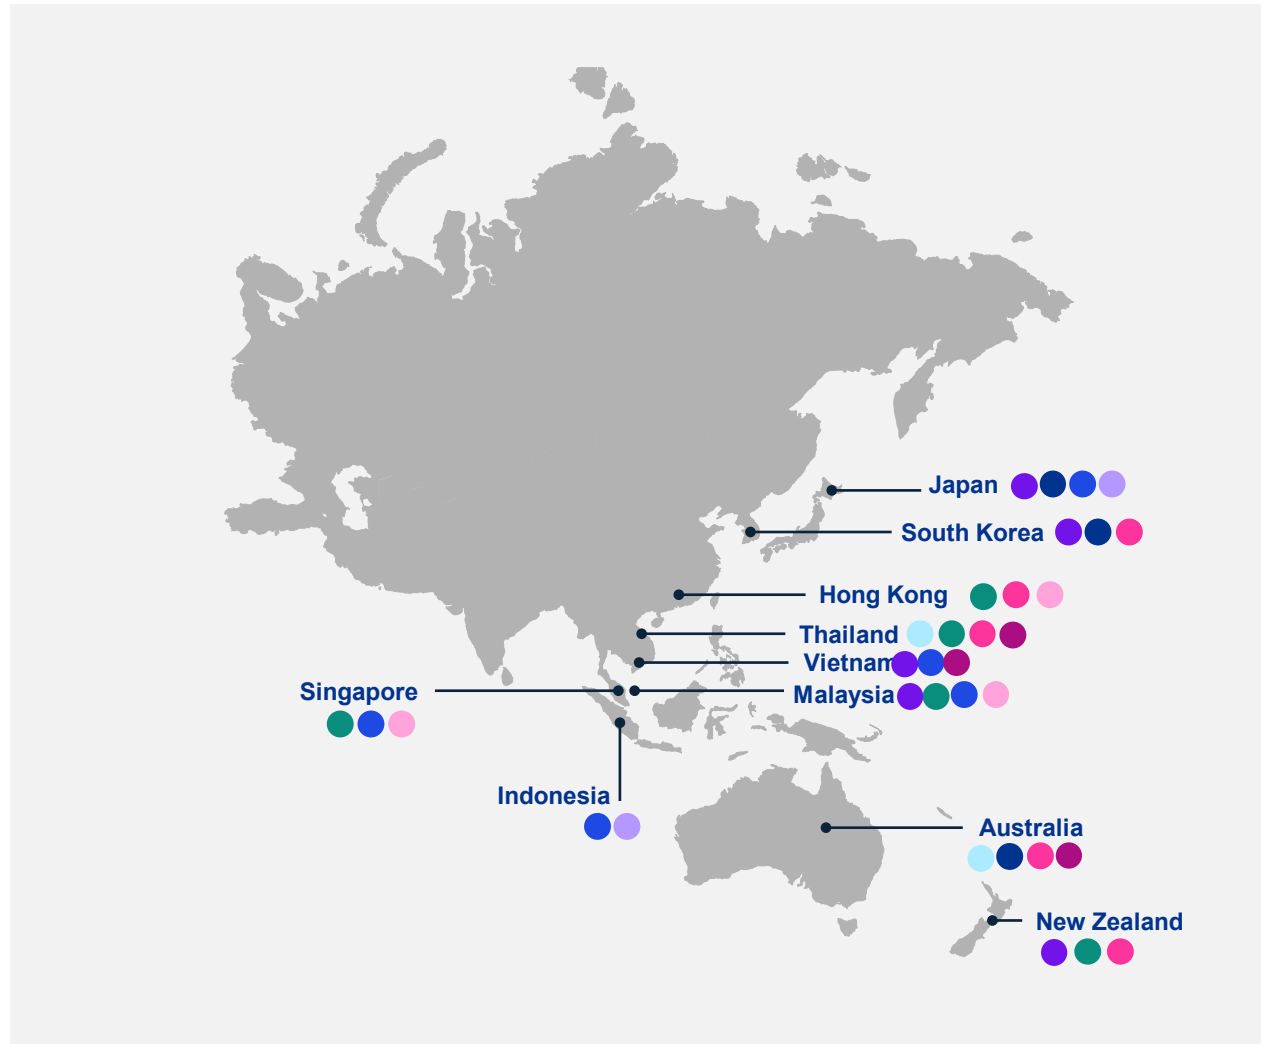 Japan
South Korea
Hong Kong
Thailand
Vietnam
Malaysia
Singapore
Indonesia
Australia
New Zealand